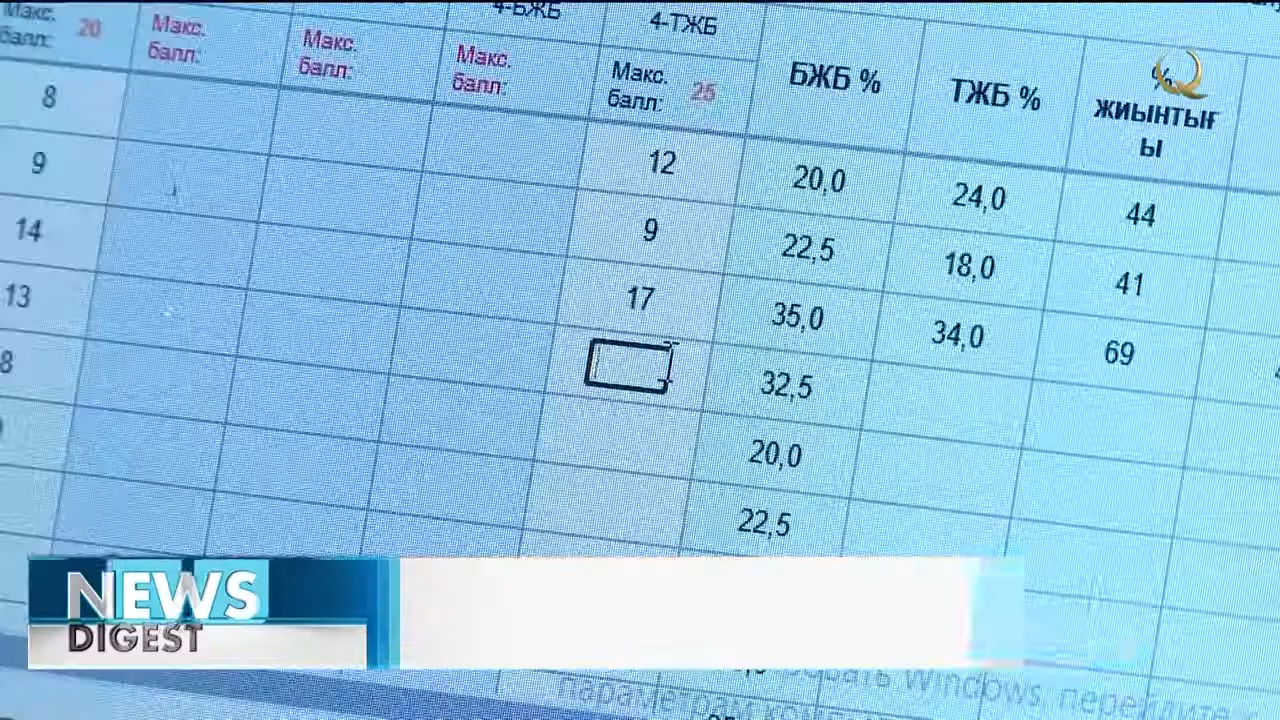 4-БЖБ
4-ТЖБ
Макс. балл: 20
Макс. балл:
Макс. балл:
Макс. балл:
Макс. балл: 25
БЖБ %
ТЖБ %
% ЖИЫНТЫҒЫ
8
12
20,0
24,0
44
9
9
22,5
18,0
41
14
17
35,0
34,0
69
13
32,5
8
20,0
22,5
NEWS
DIGEST
Windows, перейдите к
параметрам